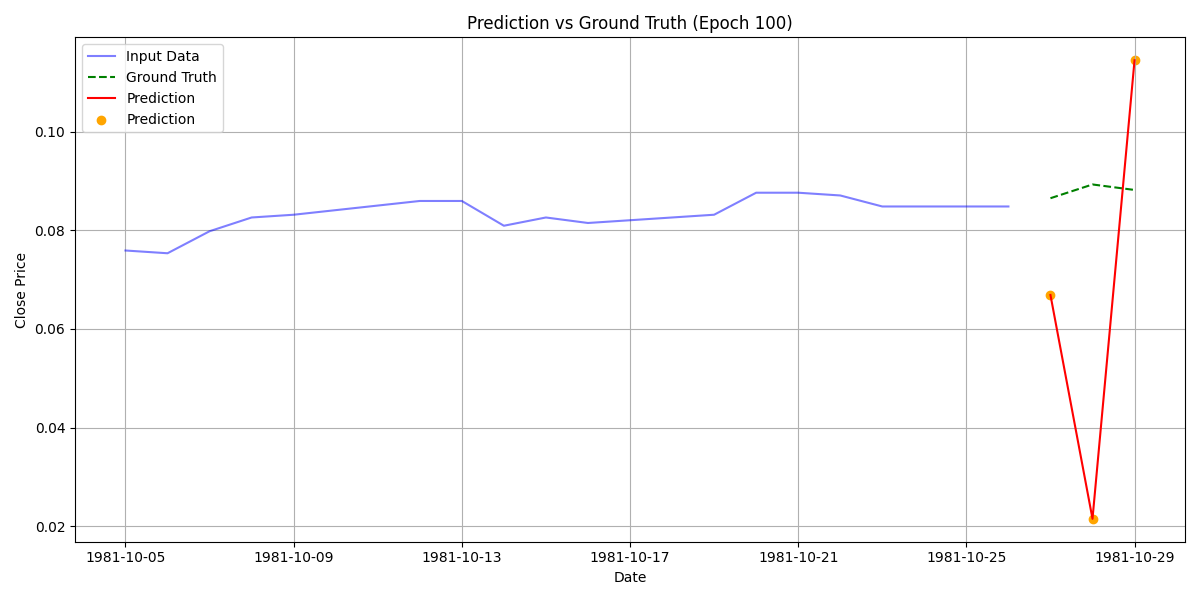 Prediction vs Ground Truth (Epoch 100)
Input Data
Ground Truth
Prediction
Prediction
Close Price
0.10
0.08
0.06
0.04
0.02
1981-10-05
1981-10-09
1981-10-13
1981-10-17
1981-10-21
1981-10-25
1981-10-29
Date